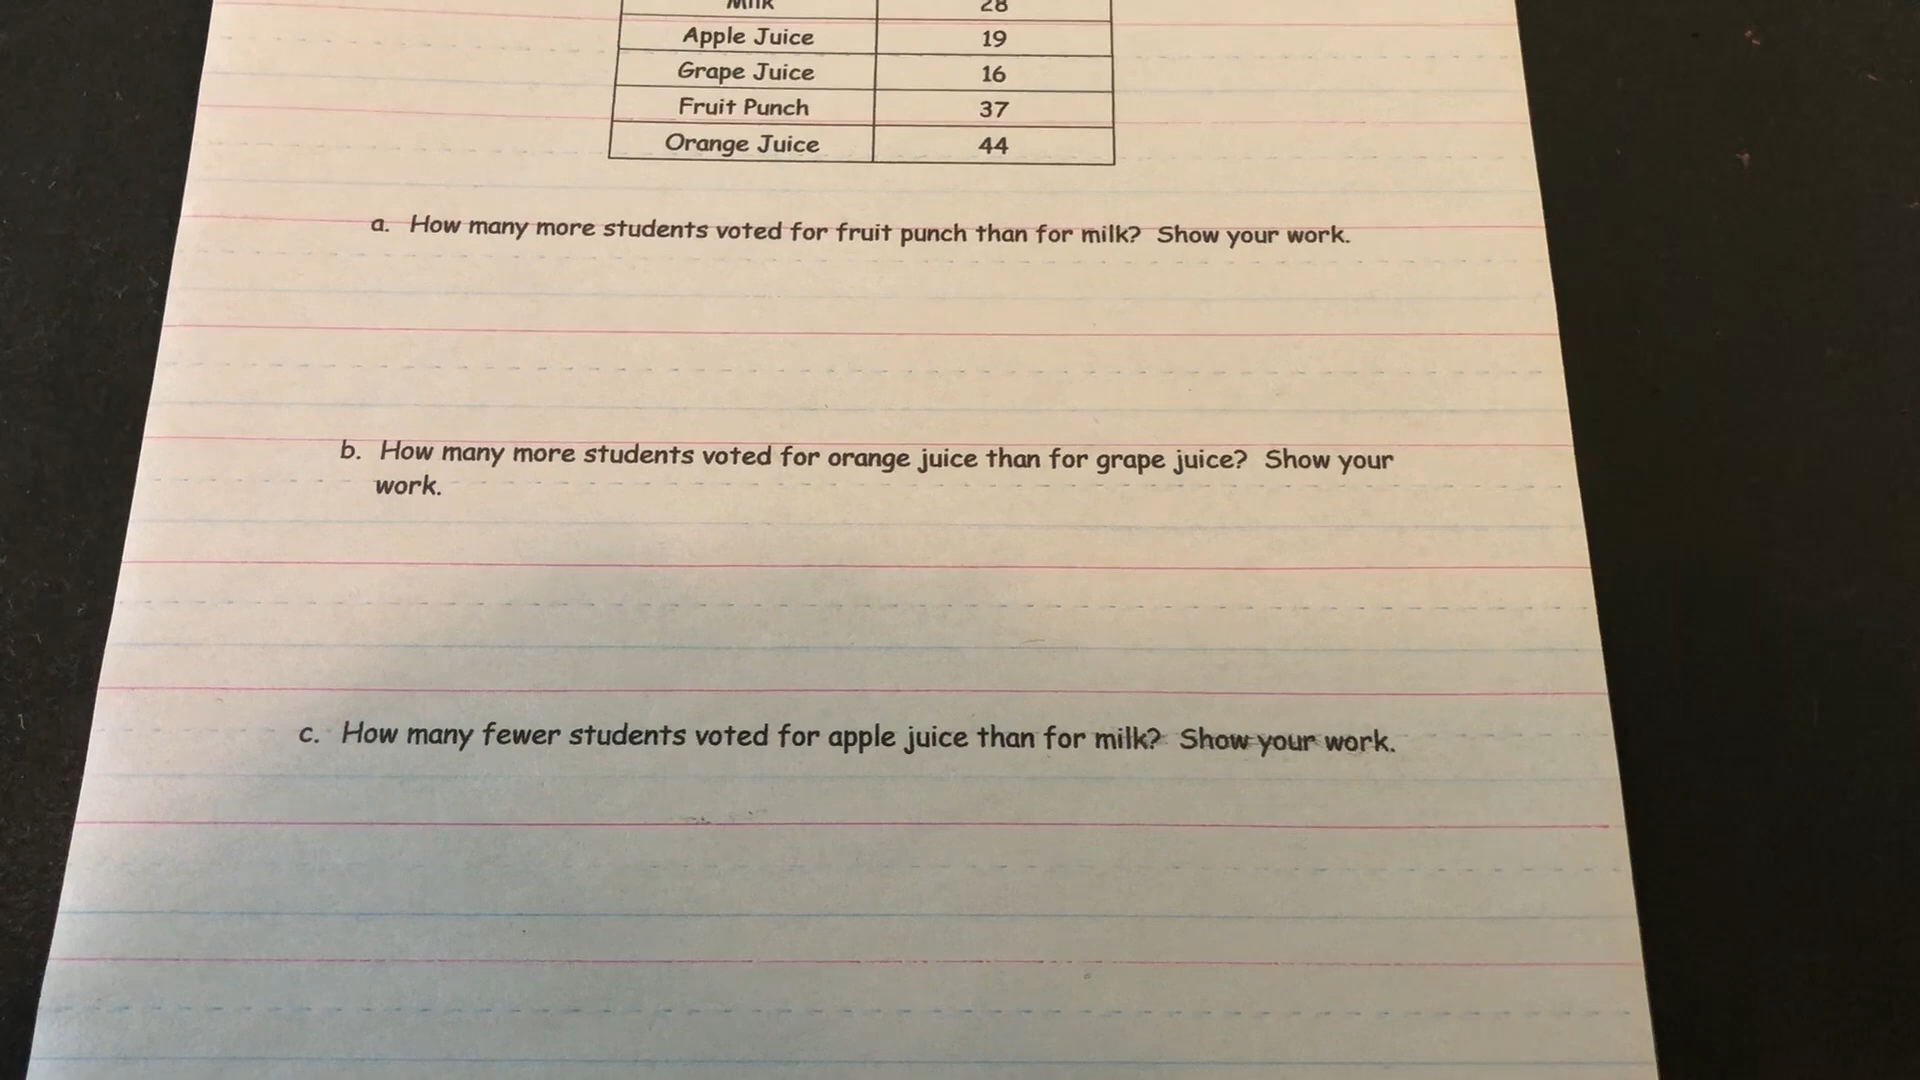 Milk 28
Apple Juice 19
Grape Juice 16
Fruit Punch 37
Orange Juice 44
a. How many more students voted for fruit punch than for milk? Show your work.
b. How many more students voted for orange juice than for grape juice? Show your
work.
c. How many fewer students voted for apple juice than for milk? Show your work.